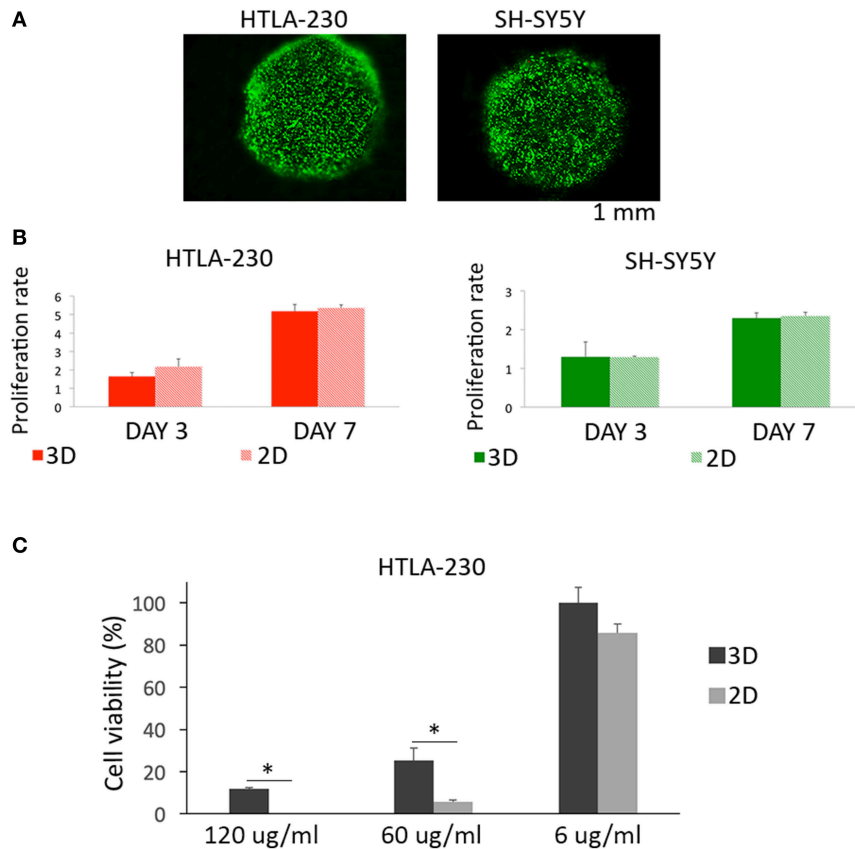 A
HTLA-230 SH-SY5Y
1 mm
B
HTLA-230
Proliferation rate
6
5
4
3
2
1
0
DAY 3 DAY 7
3D 2D
SH-SY5Y
Proliferation rate
3
2
1
0
DAY 3 DAY 7
3D 2D
C
HTLA-230
Cell viability (%)
100
80
60
40
20
0
* *
120 ug/ml 60 ug/ml 6 ug/ml
3D
2D